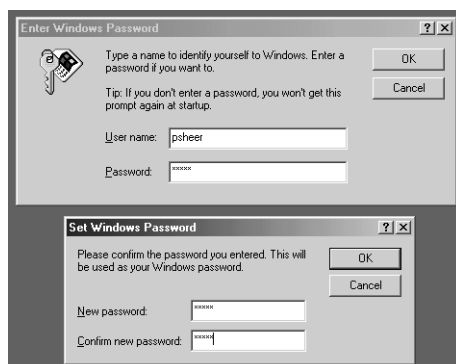 Enter Windows Password
Type a name to identify yourself to Windows. Enter a
password if you want to.
OK
Tip: If you don't enter a password, you won't get this
prompt again at startup.
Cancel
User name: psheer
Password: *****
Set Windows Password
Please confirm the password you entered. This will
be used as your Windows password.
OK
Cancel
New password: *****
Confirm new password: *****